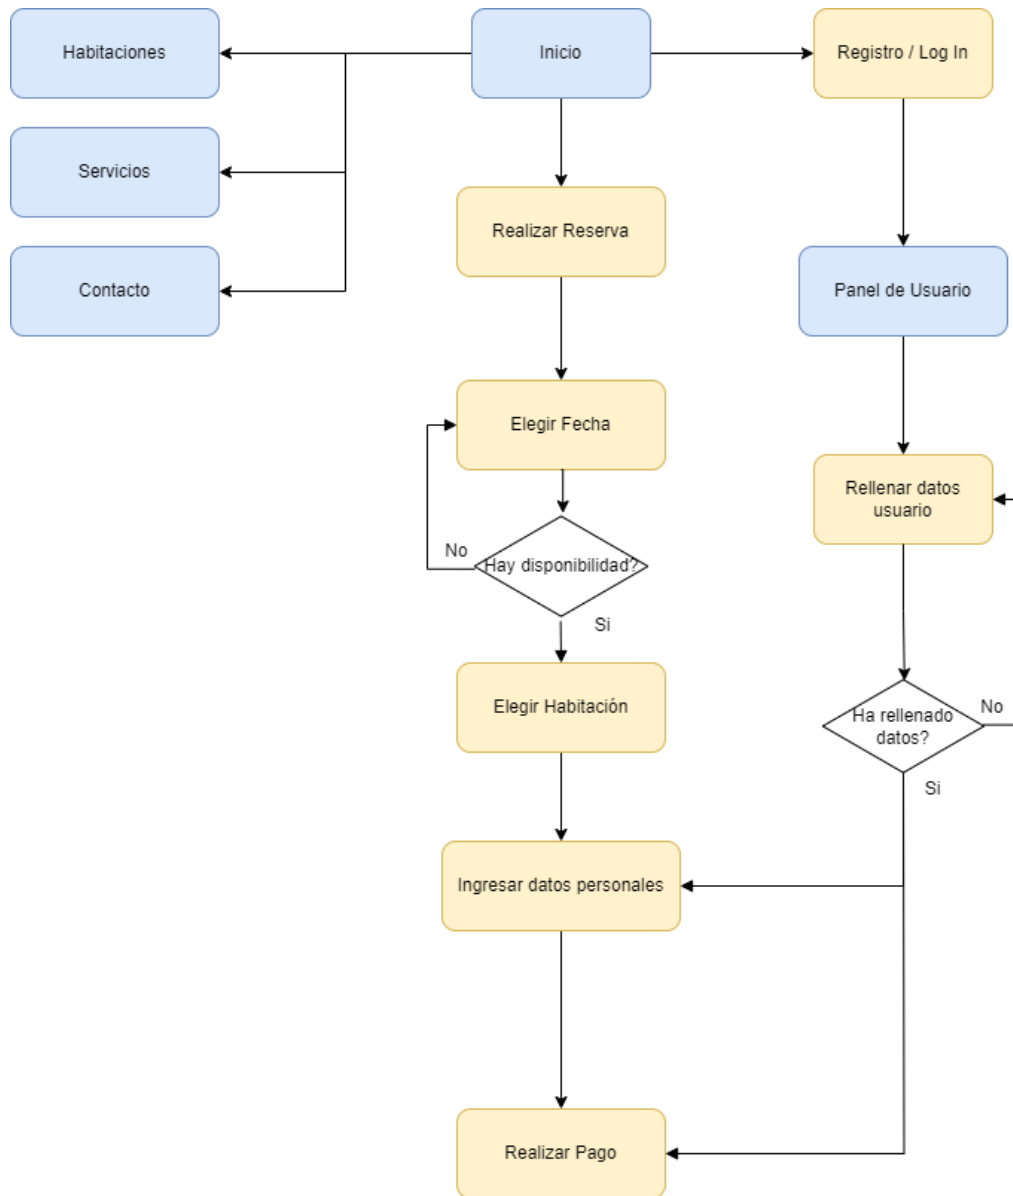 Habitaciones
Inicio
Registro / Log In
Servicios
Realizar Reserva
Contacto
Panel de Usuario
Elegir Fecha
Rellenar datos
usuario
No
Hay disponibilidad?
Si
Elegir Habitación
Ha rellenado
datos?
No
Si
Ingresar datos personales
Realizar Pago